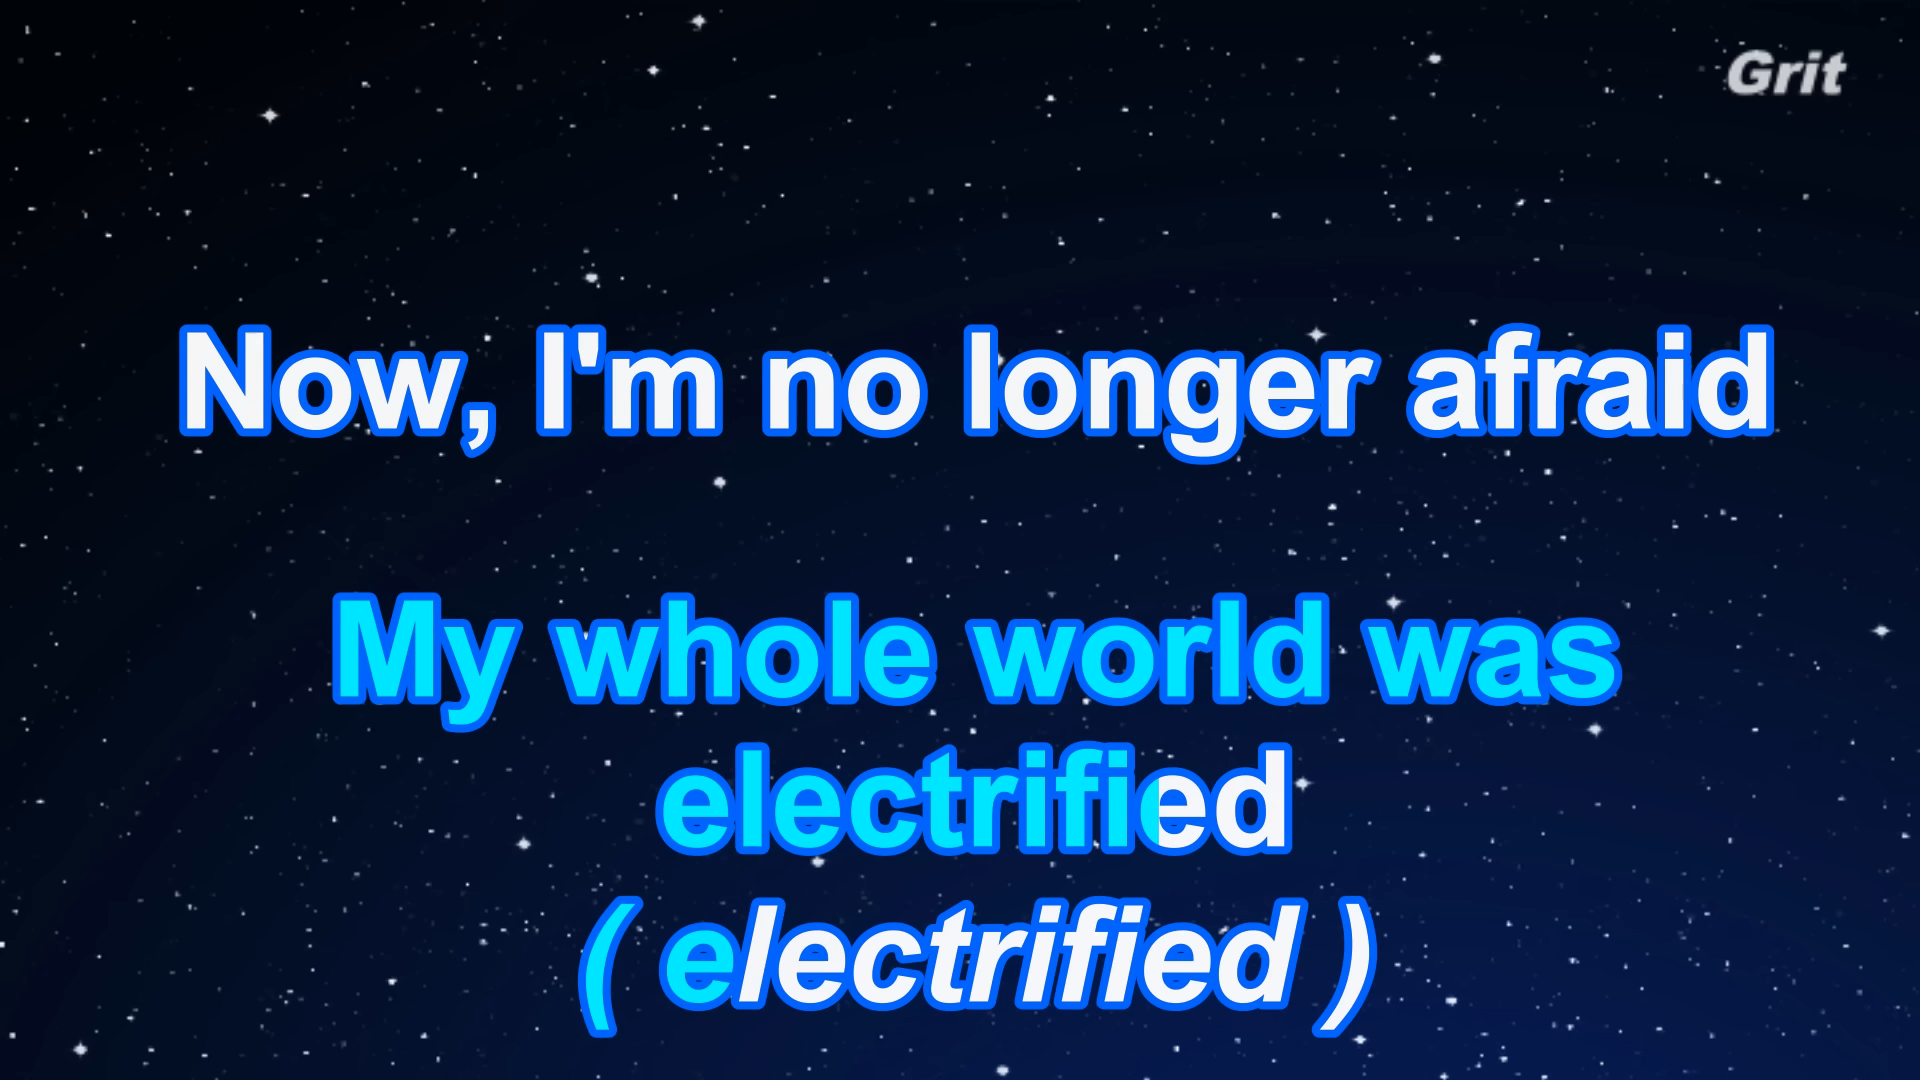 Grit
Now, I'm no longer afraid
My whole world was
electrified
( electrified )